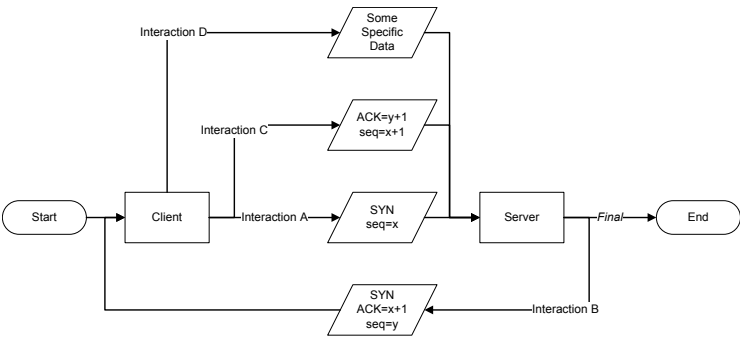 Some
Specific
Data
Interaction D
ACK=y+1
seq=x+1
Interaction C
Start
Client
Interaction A
SYN
seq=x
Server
Final
End
SYN
ACK=x+1
seq=y
Interaction B